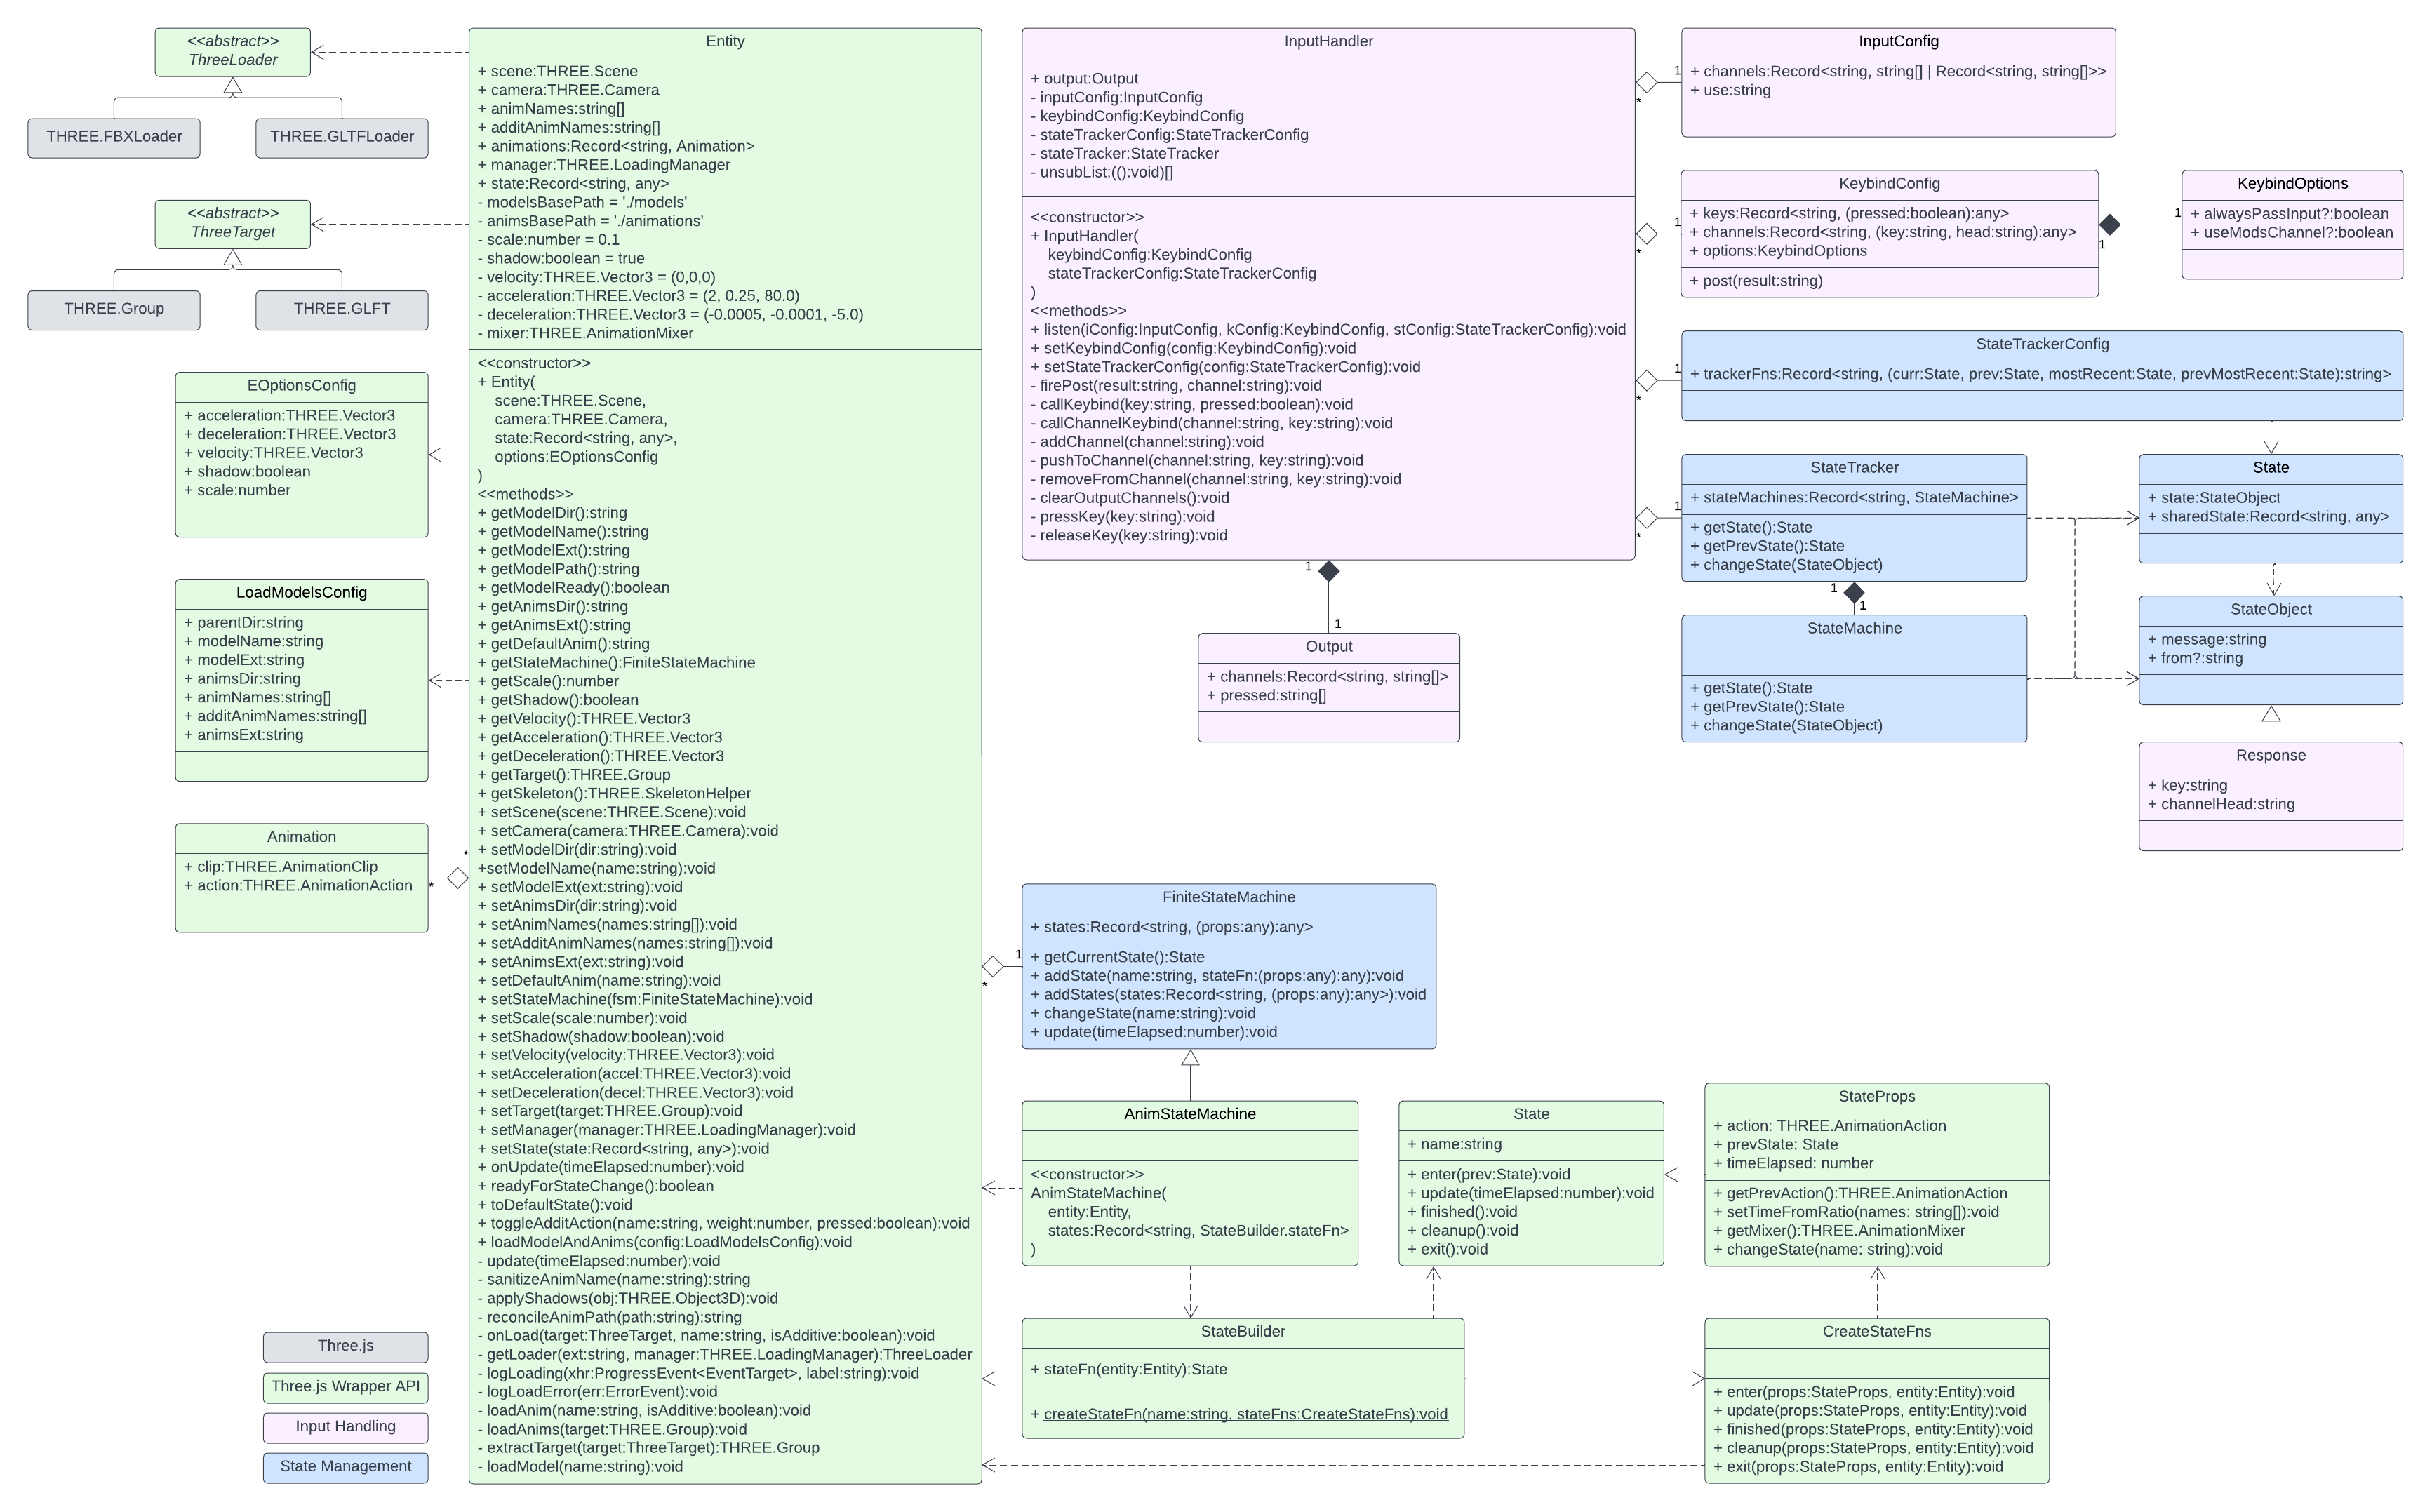 <<abstract>>
ThreeLoader
THREE.FBXLoader
THREE.GLTFLoader
<<abstract>>
ThreeTarget
THREE.Group
THREE.GLFT
EOptionsConfig
+ acceleration:THREE.Vector3
+ deceleration:THREE.Vector3
+ velocity:THREE.Vector3
+ shadow:boolean
+ scale:number
LoadModelsConfig
+ parentDir:string
+ modelName:string
+ modelExt:string
+ animsDir:string
+ animNames:string[]
+ additAnimNames:string[]
+ animsExt:string
Animation
+ clip:THREE.AnimationClip
+ action:THREE.AnimationAction
*
*
Three.js
Three.js Wrapper API
Input Handling
State Management
Entity
+ scene:THREE.Scene
+ camera:THREE.Camera
+ animNames:string[]
+ additAnimNames:string[]
+ animations:Record<string, Animation>
+ manager:THREE.LoadingManager
+ state:Record<string, any>
- modelsBasePath = './models'
- animsBasePath = './animations'
- scale:number = 0.1
- shadow:boolean = true
- velocity:THREE.Vector3 = (0,0,0)
- acceleration:THREE.Vector3 = (2, 0.25, 80.0)
- deceleration:THREE.Vector3 = (-0.0005, -0.0001, -5.0)
- mixer:THREE.AnimationMixer
<<constructor>>
+ Entity(
scene:THREE.Scene,
camera:THREE.Camera,
state:Record<string, any>,
options:EOptionsConfig
)
<<methods>>
+ getModelDir():string
+ getModelName():string
+ getModelExt():string
+ getModelPath():string
+ getModelReady():boolean
+ getAnimsDir():string
+ getAnimsExt():string
+ getDefaultAnim():string
+ getStateMachine():FiniteStateMachine
+ getScale():number
+ getShadow():boolean
+ getVelocity():THREE.Vector3
+ getAcceleration():THREE.Vector3
+ getDeceleration():THREE.Vector3
+ getTarget():THREE.Group
+ getSkeleton():THREE.SkeletonHelper
+ setScene(scene:THREE.Scene):void
+ setCamera(camera:THREE.Camera):void
+ setModelDir(dir:string):void
+setModelName(name:string):void
+ setModelExt(ext:string):void
+ setAnimsDir(dir:string):void
+ setAnimNames(names:string[]):void
+ setAdditAnimNames(names:string[]):void
+ setAnimsExt(ext:string):void
+ setDefaultAnim(name:string):void
+ setStateMachine(fsm:FiniteStateMachine):void
+ setScale(scale:number):void
+ setShadow(shadow:boolean):void
+ setVelocity(velocity:THREE.Vector3):void
+ setAcceleration(accel:THREE.Vector3):void
+ setDeceleration(decel:THREE.Vector3):void
+ setTarget(target:THREE.Group):void
+ setManager(manager:THREE.LoadingManager):void
+ setState(state:Record<string, any>):void
+ onUpdate(timeElapsed:number):void
+ readyForStateChange():boolean
+ toDefaultState():void
+ toggleAdditAction(name:string, weight:number, pressed:boolean):void
+ loadModelAndAnims(config:LoadModelsConfig):void
- update(timeElapsed:number):void
- sanitizeAnimName(name:string):string
- applyShadows(obj:THREE.Object3D):void
- reconcileAnimPath(path:string):string
- onLoad(target:ThreeTarget, name:string, isAdditive:boolean):void
- getLoader(ext:string, manager:THREE.LoadingManager):ThreeLoader
- logLoading(xhr:ProgressEvent<EventTarget>, label:string):void
- logLoadError(err:ErrorEvent):void
- loadAnim(name:string, isAdditive:boolean):void
- loadAnims(target:THREE.Group):void
- extractTarget(target:ThreeTarget):THREE.Group
- loadModel(name:string):void
InputHandler
+ output:Output
- inputConfig:InputConfig
- keybindConfig:KeybindConfig
- stateTrackerConfig:StateTrackerConfig
- stateTracker:StateTracker
- unsubList:(():void)[]
<<constructor>>
+ InputHandler(
keybindConfig:KeybindConfig
stateTrackerConfig:StateTrackerConfig
)
<<methods>>
+ listen(iConfig:InputConfig, kConfig:KeybindConfig, stConfig:StateTrackerConfig):void
+ setKeybindConfig(config:KeybindConfig):void
+ setStateTrackerConfig(config:StateTrackerConfig):void
- firePost(result:string, channel:string):void
- callKeybind(key:string, pressed:boolean):void
- callChannelKeybind(channel:string, key:string):void
- addChannel(channel:string):void
- pushToChannel(channel:string, key:string):void
- removeFromChannel(channel:string, key:string):void
- clearOutputChannels():void
- pressKey(key:string):void
- releaseKey(key:string):void
1
1
Output
+ channels:Record<string, string[]>
+ pressed:string[]
1
*
InputConfig
+ channels:Record<string, string[] | Record<string, string[]>>
+ use:string
1
*
KeybindConfig
+ keys:Record<string, (pressed:boolean):any>
+ channels:Record<string, (key:string, head:string):any>
+ options:KeybindOptions
+ post(result:string)
1
1
KeybindOptions
+ alwaysPassInput?:boolean
+ useModsChannel?:boolean
1
*
StateTrackerConfig
+ trackerFns:Record<string, (curr:State, prev:State, mostRecent:State, prevMostRecent:State):string>
1
*
StateTracker
+ stateMachines:Record<string, StateMachine>
+ getState():State
+ getPrevState():State
+ changeState(StateObject)
1
1
StateMachine
+ getState():State
+ getPrevState():State
+ changeState(StateObject)
State
+ state:StateObject
+ sharedState:Record<string, any>
StateObject
+ message:string
+ from?:string
Response
+ key:string
+ channelHead:string
1
*
FiniteStateMachine
+ states:Record<string, (props:any):any>
+ getCurrentState():State
+ addState(name:string, stateFn:(props:any):any):void
+ addStates(states:Record<string, (props:any):any>):void
+ changeState(name:string):void
+ update(timeElapsed:number):void
AnimStateMachine
<<constructor>>
AnimStateMachine(
entity:Entity,
states:Record<string, StateBuilder.stateFn>
)
State
+ name:string
+ enter(prev:State):void
+ update(timeElapsed:number):void
+ finished():void
+ cleanup():void
+ exit():void
StateProps
+ action: THREE.AnimationAction
+ prevState: State
+ timeElapsed: number
+ getPrevAction():THREE.AnimationAction
+ setTimeFromRatio(names: string[]):void
+ getMixer():THREE.AnimationMixer
+ changeState(name: string):void
StateBuilder
+ stateFn(entity:Entity):State
+ createStateFn(name:string, stateFns:CreateStateFns):void
CreateStateFns
+ enter(props:StateProps, entity:Entity):void
+ update(props:StateProps, entity:Entity):void
+ finished(props:StateProps, entity:Entity):void
+ cleanup(props:StateProps, entity:Entity):void
+ exit(props:StateProps, entity:Entity):void